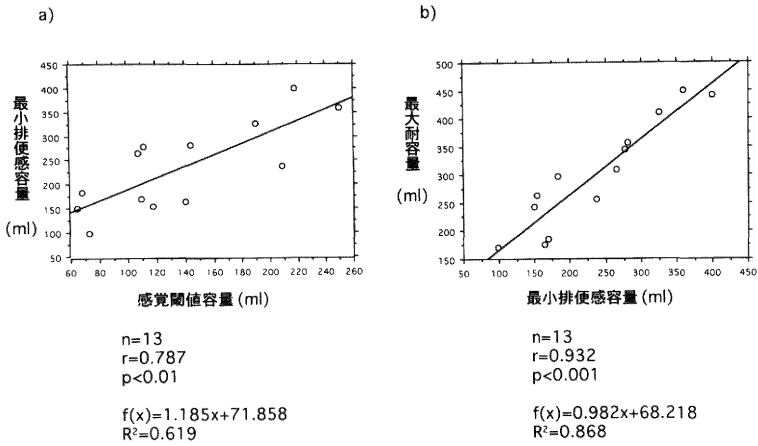 a)
450
400
350
300
250
200
150
100
50
最小排便感容量
(ml)
60 80 100 120 140 160 180 200 220 240 260
感覚閾値容量(ml)
n=13
r=0.787
p<0.01
f(x)=1.185x+71.858
R²=0.619
b)
500
450
400
350
300
250
200
150
最大耐容量
(ml)
50 100 150 200 250 300 350 400 450
最小排便感容量(ml)
n=13
r=0.932
p<0.001
f(x)=0.982x+68.218
R²=0.868